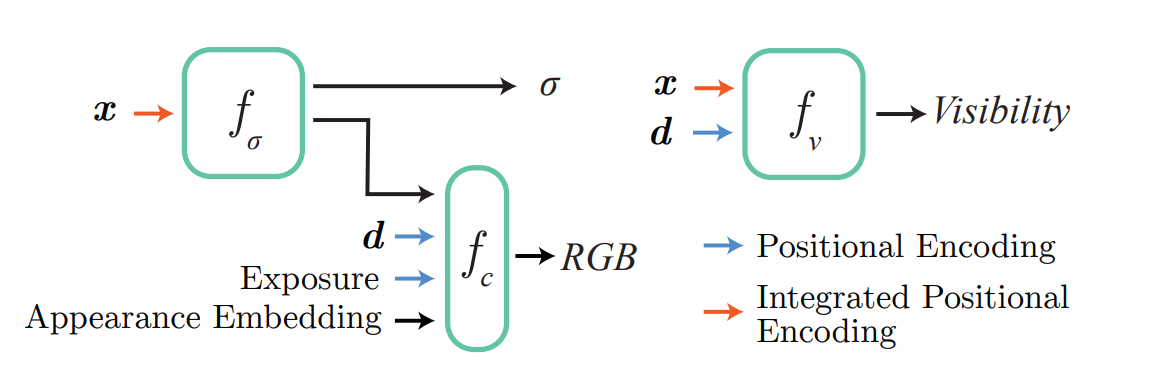 x
f_σ
σ
d
Exposure
Appearance Embedding
f_c
RGB
x
d
f_v
Visibility
Positional Encoding
Integrated Positional
Encoding